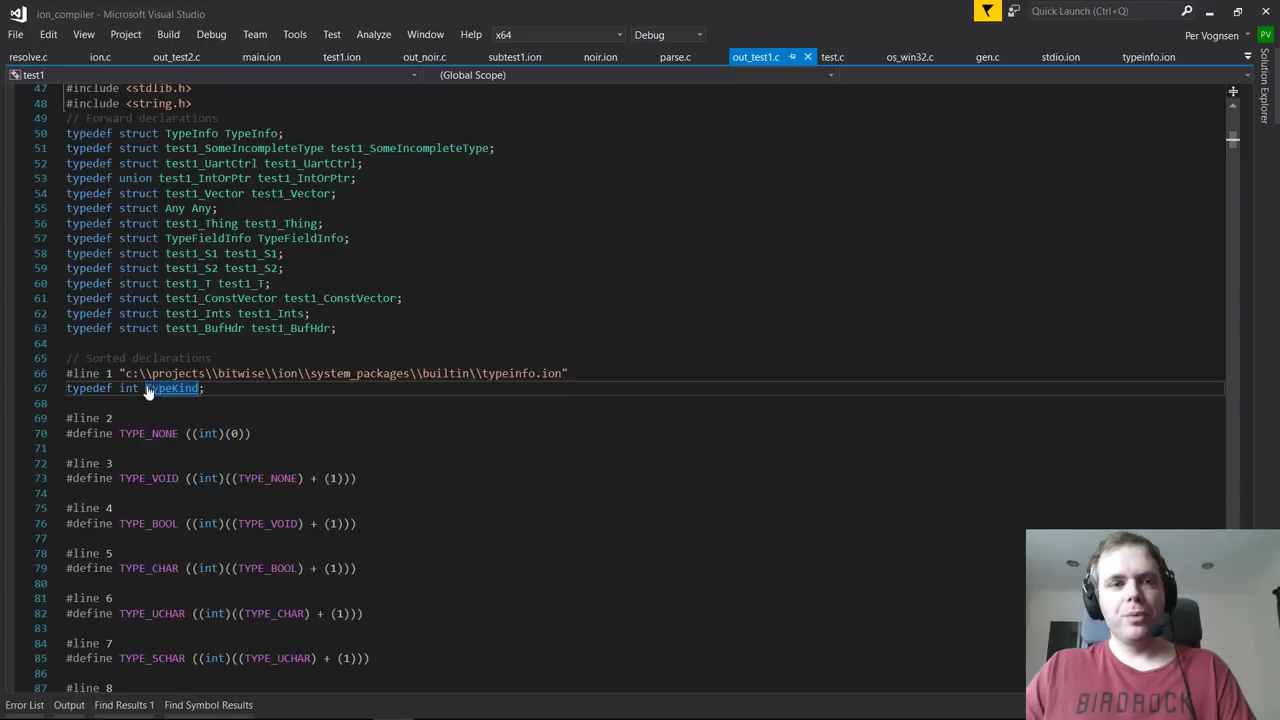 ion_compiler - Microsoft Visual Studio
Quick Launch (Ctrl+Q)
File Edit View Project Build Debug Team Tools Test Analyze Window Help x64 Debug Per Vognsen PV
resolve.c ion.c out_test2.c main.ion test1.ion out_noir.c subtest1.ion noir.ion parse.c out_test1.c test.c os_win32.c gen.c stdio.ion typeinfo.ion
Solution Explorer
test1 (Global Scope)
47 #include <stdlib.h>
48 #include <string.h>
49 // Forward declarations
50 typedef struct TypeInfo TypeInfo;
51 typedef struct test1_SomeIncompleteType test1_SomeIncompleteType;
52 typedef struct test1_UartCtrl test1_UartCtrl;
53 typedef union test1_IntOrPtr test1_IntOrPtr;
54 typedef struct test1_Vector test1_Vector;
55 typedef struct Any Any;
56 typedef struct test1_Thing test1_Thing;
57 typedef struct TypeFieldInfo TypeFieldInfo;
58 typedef struct test1_S1 test1_S1;
59 typedef struct test1_S2 test1_S2;
60 typedef struct test1_T test1_T;
61 typedef struct test1_ConstVector test1_ConstVector;
62 typedef struct test1_Ints test1_Ints;
63 typedef struct test1_BufHdr test1_BufHdr;
64
65 // Sorted declarations
66 #line 1 "c:\\projects\\bitwise\\ion\\system_packages\\builtin\\typeinfo.ion"
67 typedef int TypeKind;
68
69 #line 2
70 #define TYPE_NONE ((int)(0))
71
72 #line 3
73 #define TYPE_VOID ((int)((TYPE_NONE) + (1)))
74
75 #line 4
76 #define TYPE_BOOL ((int)((TYPE_VOID) + (1)))
77
78 #line 5
79 #define TYPE_CHAR ((int)((TYPE_BOOL) + (1)))
80
81 #line 6
82 #define TYPE_UCHAR ((int)((TYPE_CHAR) + (1)))
83
84 #line 7
85 #define TYPE_SCHAR ((int)((TYPE_UCHAR) + (1)))
86
87 #line 8
BIRDROCK
Error List Output Find Results 1 Find Symbol Results